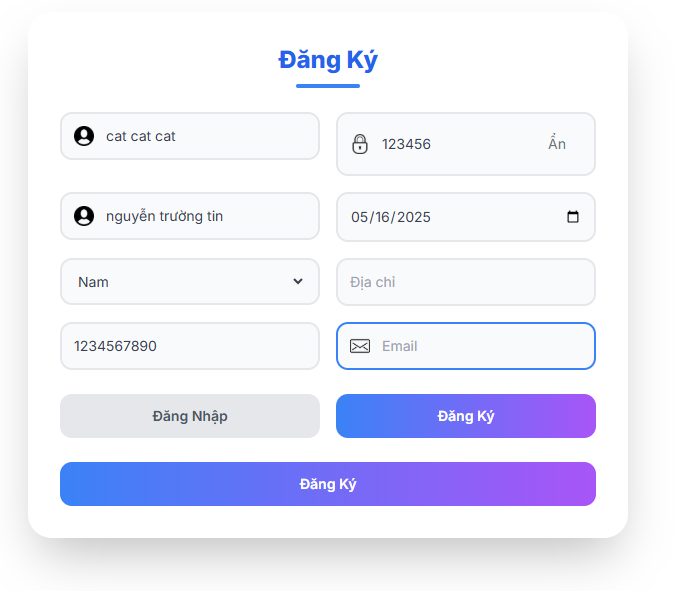 Đăng Ký
cat cat cat
123456 Ẩn
nguyễn trường tin
05/16/2025
Nam
Địa chỉ
1234567890
Email
Đăng Nhập
Đăng Ký
Đăng Ký